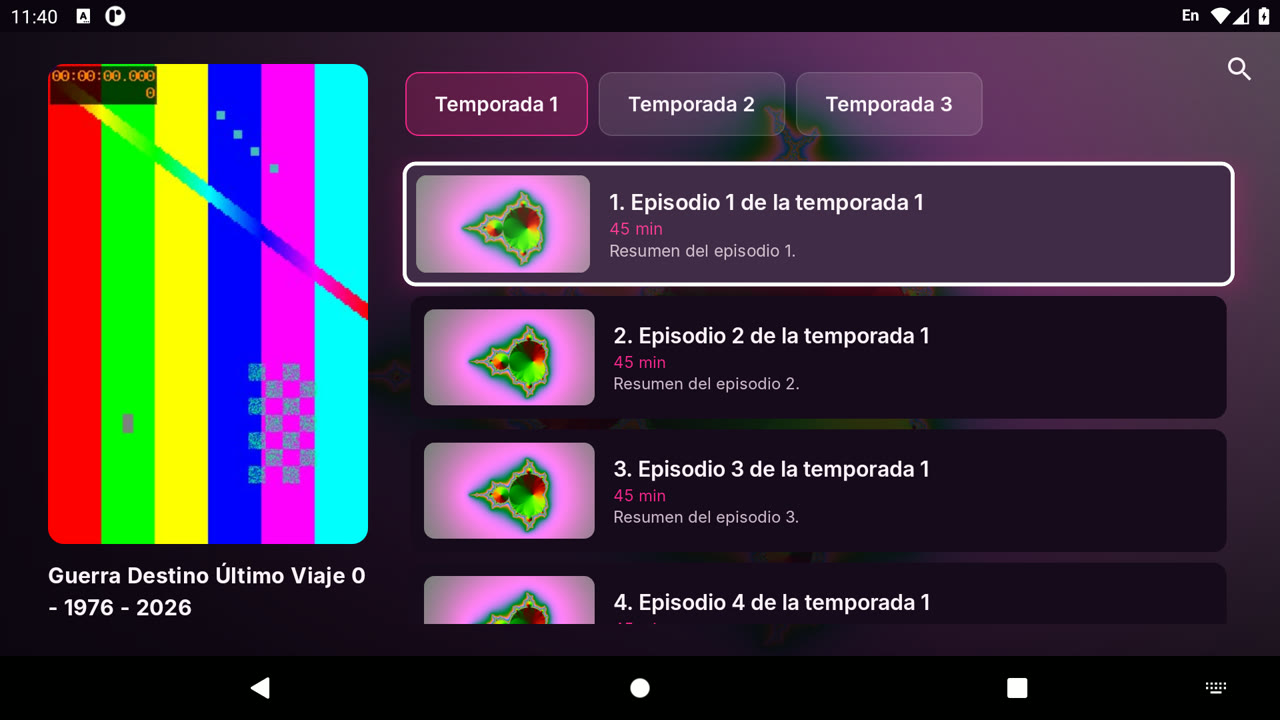 11:40
A
En
00:00:00.000
0
Temporada 1
Temporada 2
Temporada 3
1. Episodio 1 de la temporada 1
45 min
Resumen del episodio 1.
2. Episodio 2 de la temporada 1
45 min
Resumen del episodio 2.
3. Episodio 3 de la temporada 1
45 min
Resumen del episodio 3.
4. Episodio 4 de la temporada 1
Guerra Destino Último Viaje 0
- 1976 - 2026